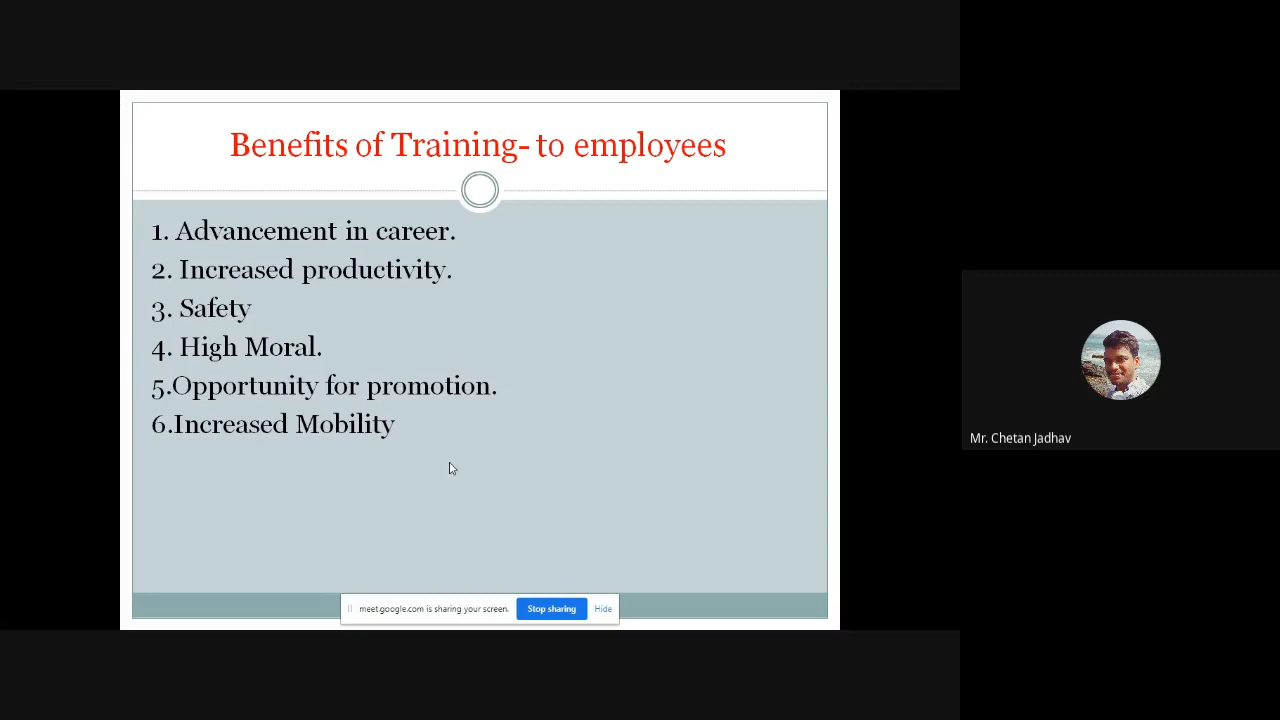 Benefits of Training- to employees
1. Advancement in career.
2. Increased productivity.
3. Safety
4. High Moral.
5.Opportunity for promotion.
6.Increased Mobility
meet.google.com is sharing your screen.
Stop sharing
Hide
Mr. Chetan Jadhav